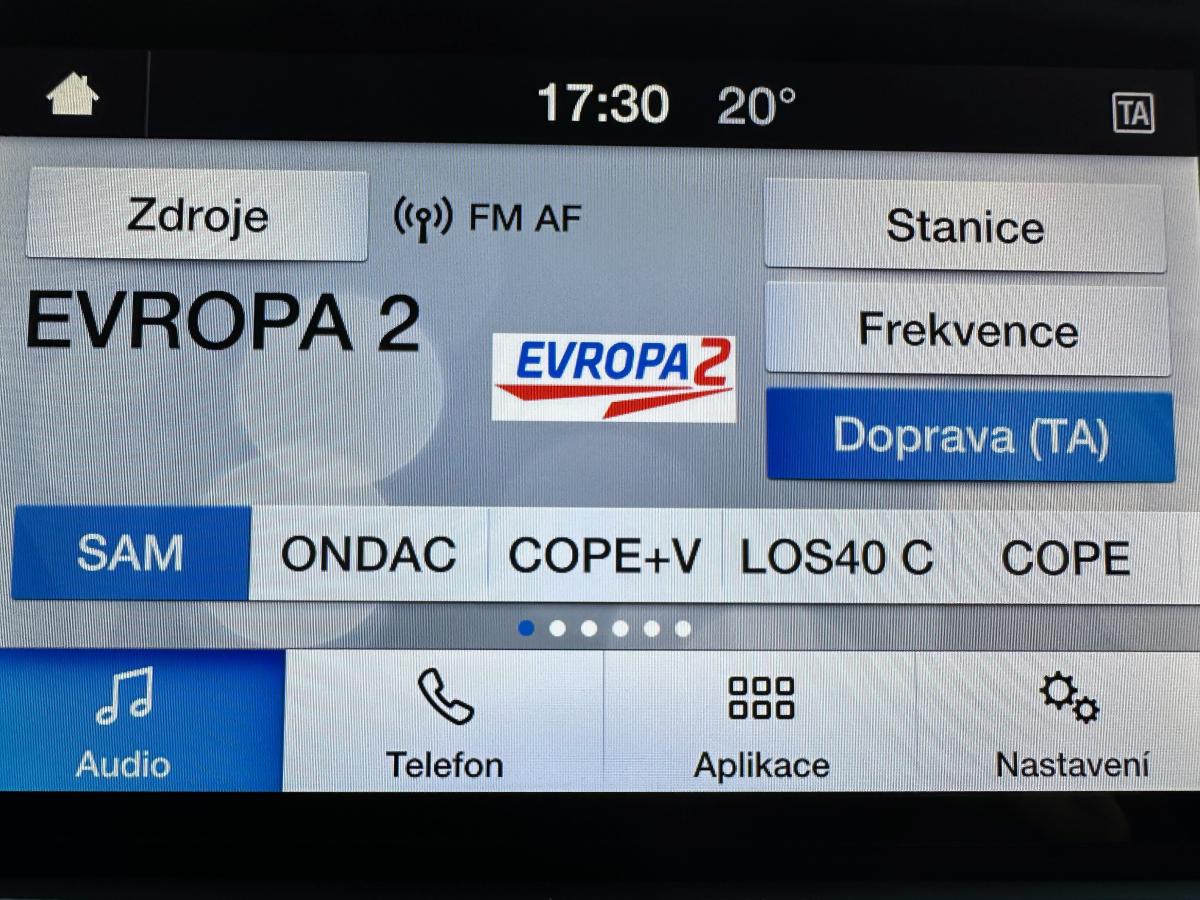 17:30 20°
TA
Zdroje
FM AF
Stanice
EVROPA 2
EVROPA 2
Frekvence
Doprava (TA)
SAM
ONDAC
COPE+V
LOS40 C
COPE
Audio
Telefon
Aplikace
Nastavení